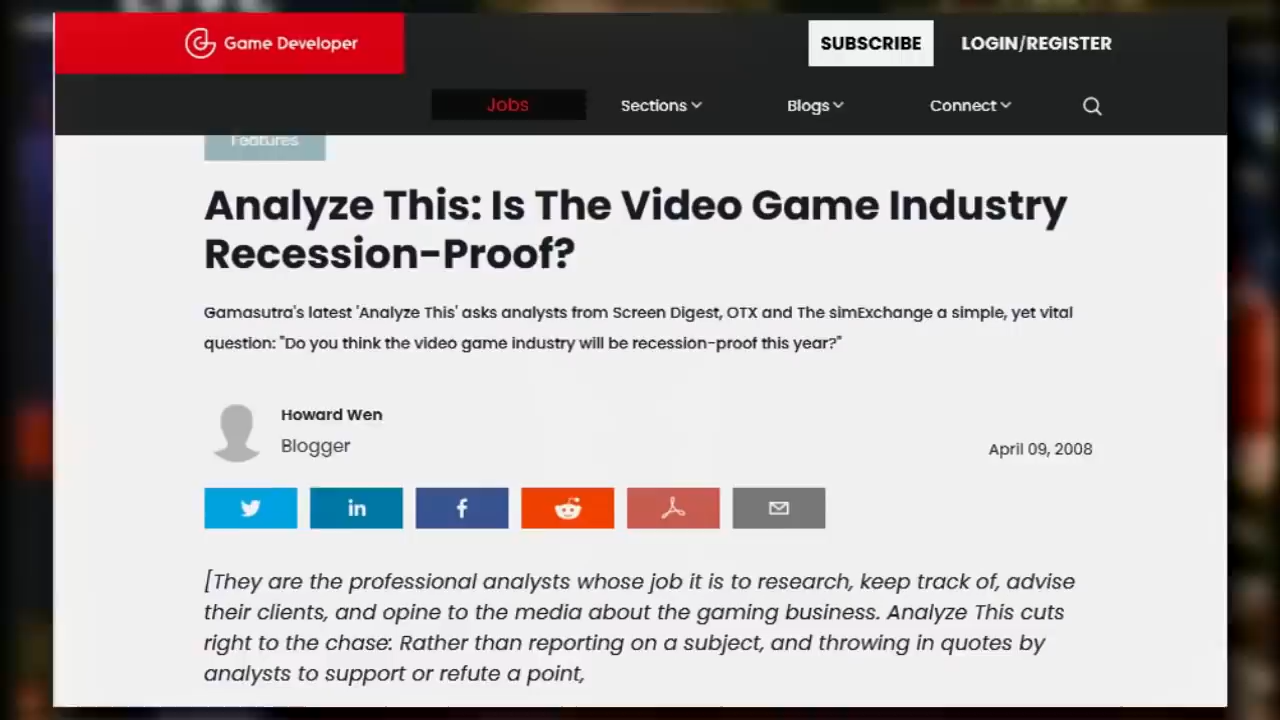 Game Developer
SUBSCRIBE
LOGIN/REGISTER
Jobs
Sections
Blogs
Connect
Features
Analyze This: Is The Video Game Industry
Recession-Proof?
Gamasutra's latest 'Analyze This' asks analysts from Screen Digest, OTX and The simExchange a simple, yet vital
question: "Do you think the video game industry will be recession-proof this year?"
Howard Wen
Blogger
April 09, 2008
[They are the professional analysts whose job it is to research, keep track of, advise
their clients, and opine to the media about the gaming business. Analyze This cuts
right to the chase: Rather than reporting on a subject, and throwing in quotes by
analysts to support or refute a point,